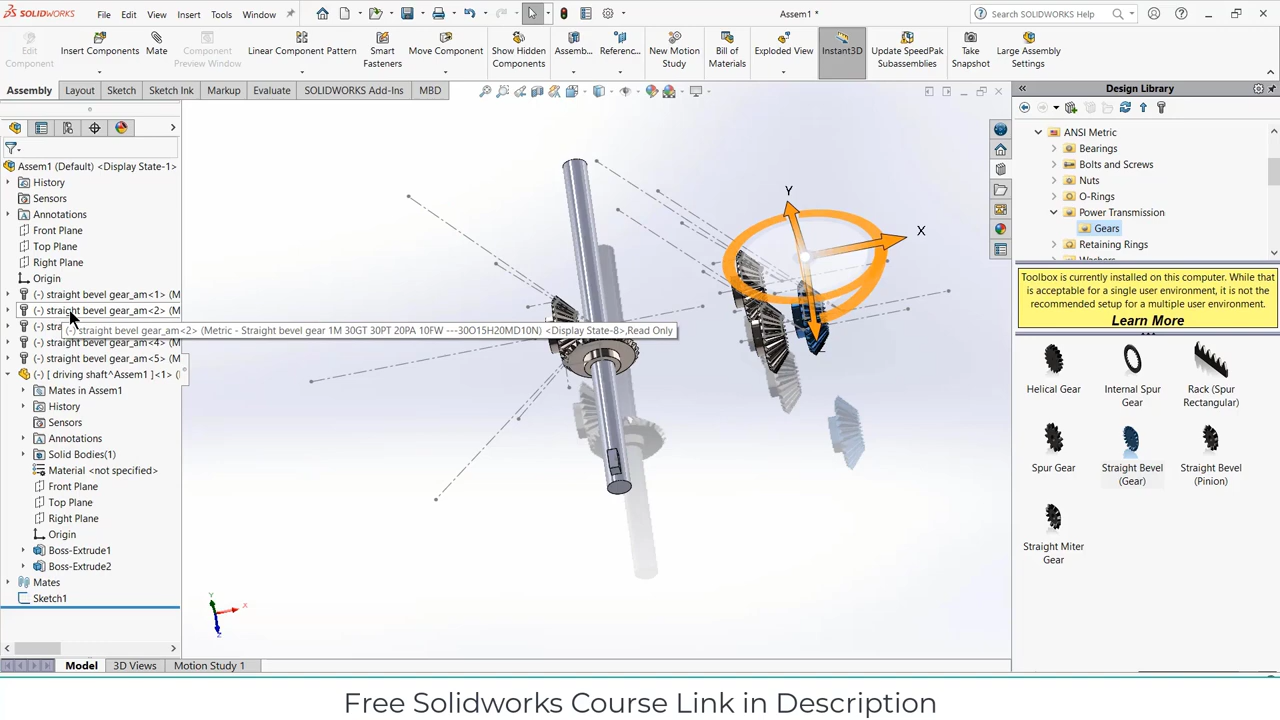 SOLIDWORKS
File
Edit
View
Insert
Tools
Window
Assem1 *
Search SOLIDWORKS Help
Edit Component
Insert Components
Mate
Component Preview Window
Linear Component Pattern
Smart Fasteners
Move Component
Show Hidden Components
Assemb...
Referenc...
New Motion Study
Bill of Materials
Exploded View
Instant3D
Update SpeedPak Subassemblies
Take Snapshot
Large Assembly Settings
Assembly
Layout
Sketch
Sketch Ink
Markup
Evaluate
SOLIDWORKS Add-Ins
MBD
Design Library
Assem1 (Default) <Display State-1>
History
Sensors
Annotations
Front Plane
Top Plane
Right Plane
Origin
(-) straight bevel gear_am<1> (M
(-) straight bevel gear_am<2> (M
(-) stra
(-) straight bevel gear_am<2> (Metric - Straight bevel gear 1M 30GT 30PT 20PA 10FW ---30O15H20MD10N) <Display State-8>,Read Only
(-) straight bevel gear_am<4> (M
(-) straight bevel gear_am<5> (M
(-) [ driving shaft^Assem1 ]<1> (
Mates in Assem1
History
Sensors
Annotations
Solid Bodies(1)
Material <not specified>
Front Plane
Top Plane
Right Plane
Origin
Boss-Extrude1
Boss-Extrude2
Mates
Sketch1
Y
X
Y
X
Z
ANSI Metric
Bearings
Bolts and Screws
Nuts
O-Rings
Power Transmission
Gears
Retaining Rings
Toolbox is currently installed on this computer. While that
is acceptable for a single user environment, it is not the
recommended setup for a multiple user environment.
Learn More
Helical Gear
Internal Spur Gear
Rack (Spur Rectangular)
Spur Gear
Straight Bevel (Gear)
Straight Bevel (Pinion)
Straight Miter Gear
Model
3D Views
Motion Study 1
Free Solidworks Course Link in Description